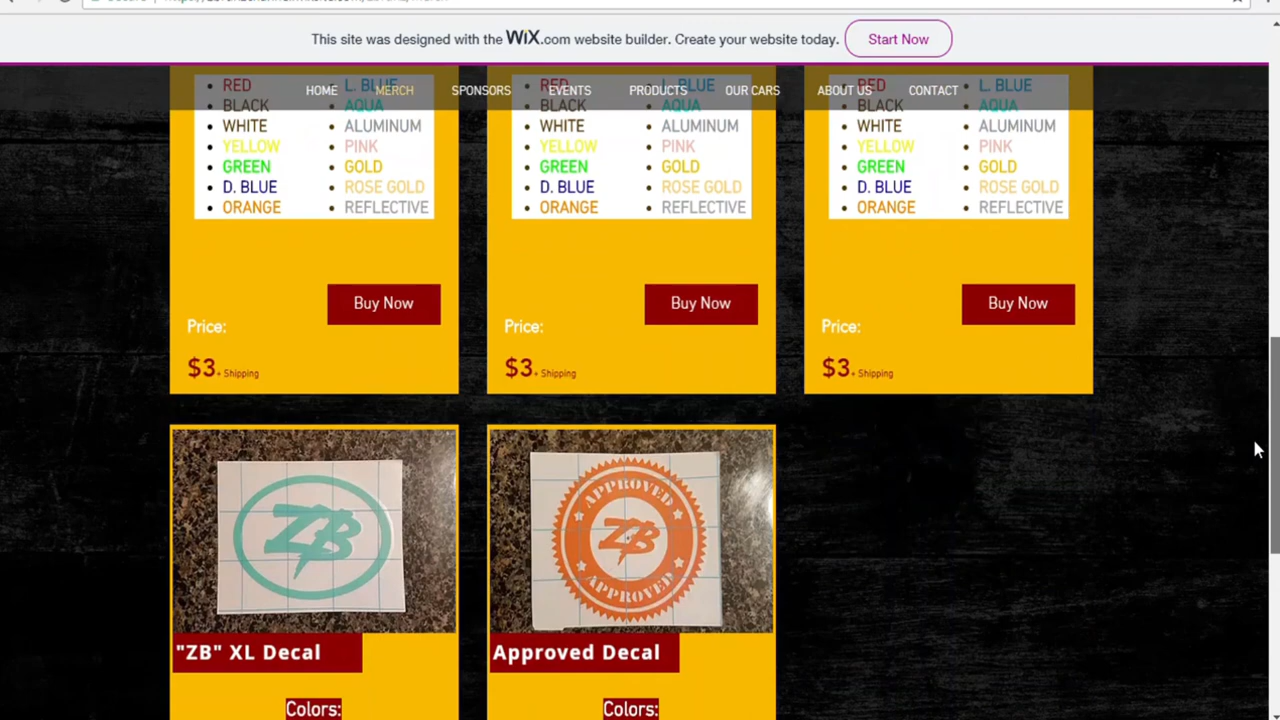 This site was designed with the WiX.com website builder. Create your website today. Start Now
HOME MERCH SPONSORS EVENTS PRODUCTS OUR CARS ABOUT US CONTACT
• RED • L. BLUE • RED • L. BLUE • RED • L. BLUE
• BLACK • AQUA • BLACK • AQUA • BLACK • AQUA
• WHITE • ALUMINUM • WHITE • ALUMINUM • WHITE • ALUMINUM
• YELLOW • PINK • YELLOW • PINK • YELLOW • PINK
• GREEN • GOLD • GREEN • GOLD • GREEN • GOLD
• D. BLUE • ROSE GOLD • D. BLUE • ROSE GOLD • D. BLUE • ROSE GOLD
• ORANGE • REFLECTIVE • ORANGE • REFLECTIVE • ORANGE • REFLECTIVE
Buy Now Buy Now Buy Now
Price: Price: Price:
$3 + Shipping $3 + Shipping $3 + Shipping
ZB
APPROVED
ZB
APPROVED
"ZB" XL Decal Approved Decal
Colors: Colors: